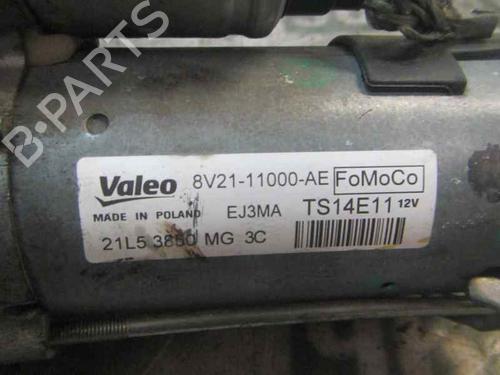 B-PARTS
Valeo 8V21-11000-AE FoMoCo
MADE IN POLAND EJ3MA TS14E11 12V
21L5 3850 MG 3C